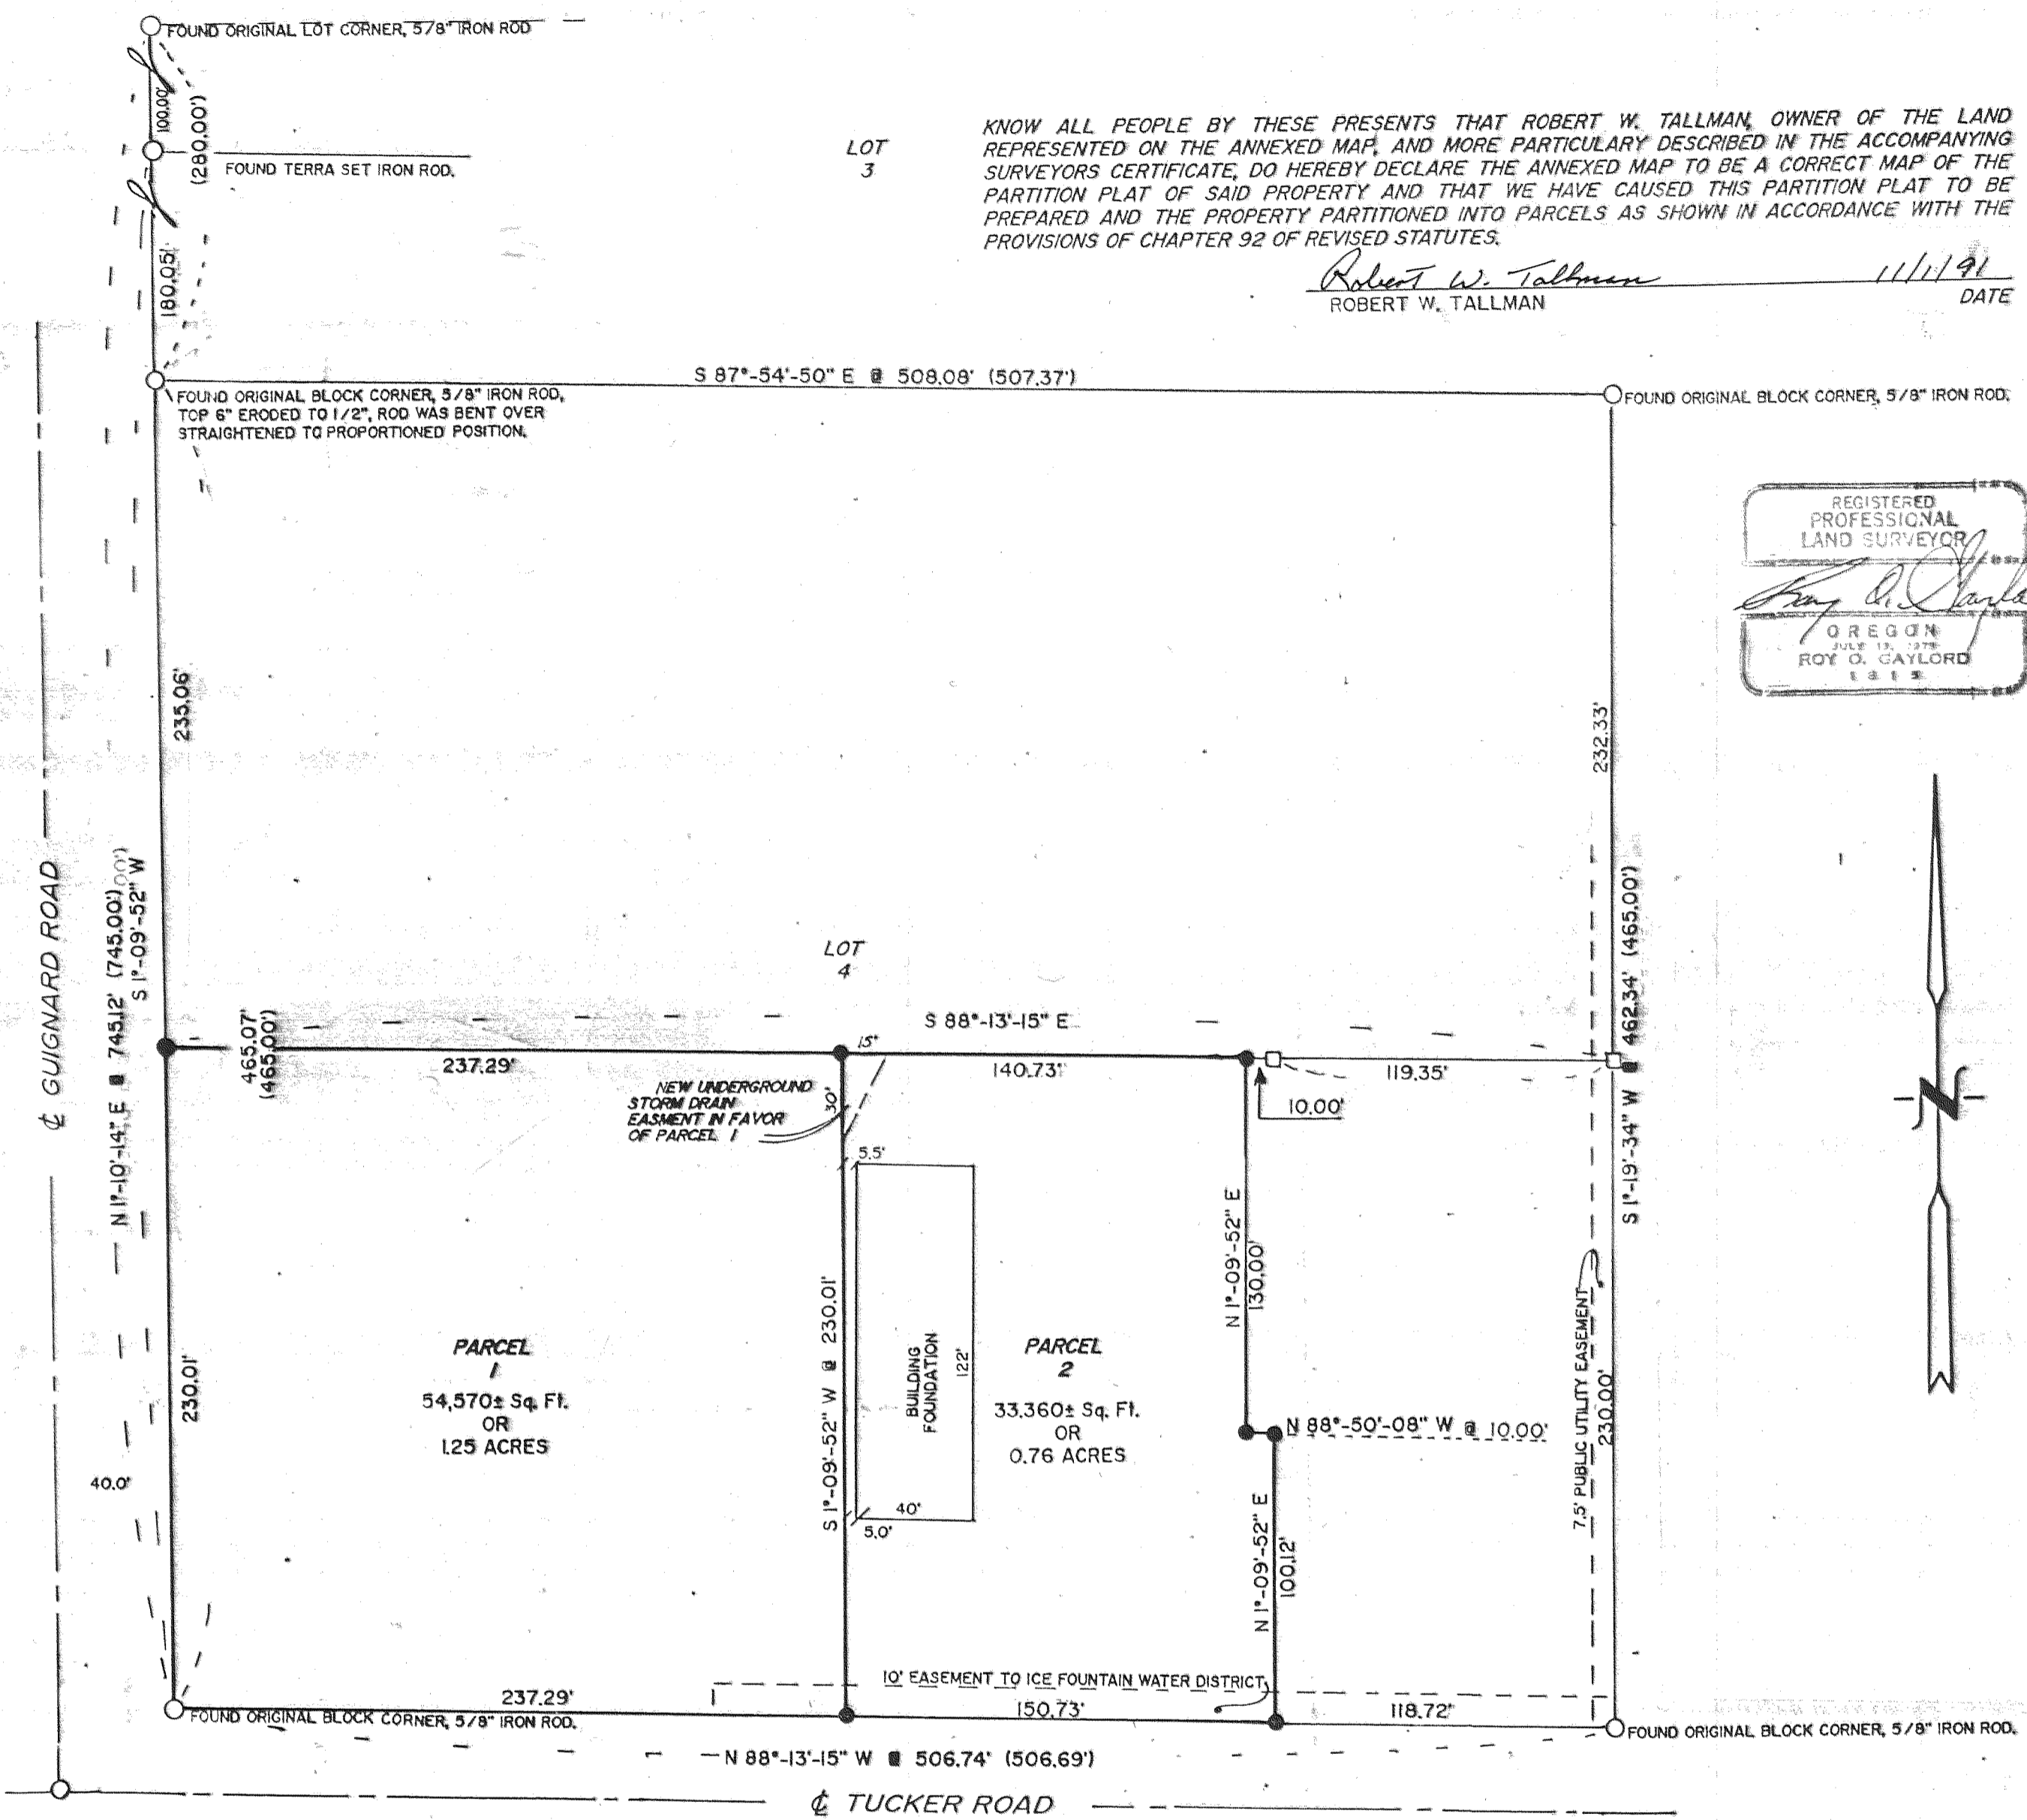 FOUND ORIGINAL LOT CORNER, 5/8" IRON ROD
100.00'
(280.00')
FOUND TERRA SET IRON ROD.
180.05'
LOT
3
KNOW ALL PEOPLE BY THESE PRESENTS THAT ROBERT W. TALLMAN, OWNER OF THE LAND
REPRESENTED ON THE ANNEXED MAP, AND MORE PARTICULARY DESCRIBED IN THE ACCOMPANYING
SURVEYORS CERTIFICATE, DO HEREBY DECLARE THE ANNEXED MAP TO BE A CORRECT MAP OF THE
PARTITION PLAT OF SAID PROPERTY AND THAT WE HAVE CAUSED THIS PARTITION PLAT TO BE
PREPARED AND THE PROPERTY PARTITIONED INTO PARCELS AS SHOWN IN ACCORDANCE WITH THE
PROVISIONS OF CHAPTER 92 OF REVISED STATUTES.
Robert W. Tallman 11/1/91
ROBERT W. TALLMAN DATE
S 87°-54'-50" E @ 508.08' (507.37')
FOUND ORIGINAL BLOCK CORNER, 5/8" IRON ROD,
TOP 6" ERODED TO 1/2", ROD WAS BENT OVER
STRAIGHTENED TO PROPORTIONED POSITION.
FOUND ORIGINAL BLOCK CORNER, 5/8" IRON ROD.
REGISTERED
PROFESSIONAL
LAND SURVEYOR
OREGON
JULY 13, 1979
ROY O. GAYLORD
1815
235.06'
232.33'
₵ GUIGNARD ROAD
N 1°-10'-14" E @ 745.12' (745.00')
S 1°-09'-52" W
465.07'
(465.00')
S 1°-19'-34" W @ 462.34' (465.00')
LOT
4
S 88°-13'-15" E
237.29'
15'
140.73'
119.35'
10.00'
NEW UNDERGROUND
STORM DRAIN
EASMENT IN FAVOR
OF PARCEL 1
30'
5.5'
N 1°-09'-52" E
130.00'
230.01'
PARCEL
1
54,570± Sq. Ft.
OR
1.25 ACRES
S 1°-09'-52" W @ 230.01'
BUILDING
FOUNDATION
122'
40'
5.0'
PARCEL
2
33,360± Sq. Ft.
OR
0.76 ACRES
N 88°-50'-08" W @ 10.00'
7.5' PUBLIC UTILITY EASEMENT
230.00'
40.0'
N 1°-09'-52" E
100.12'
10' EASEMENT TO ICE FOUNTAIN WATER DISTRICT
237.29'
150.73'
118.72'
FOUND ORIGINAL BLOCK CORNER, 5/8" IRON ROD.
FOUND ORIGINAL BLOCK CORNER, 5/8" IRON ROD.
N 88°-13'-15" W @ 506.74' (506.69')
₵ TUCKER ROAD
N